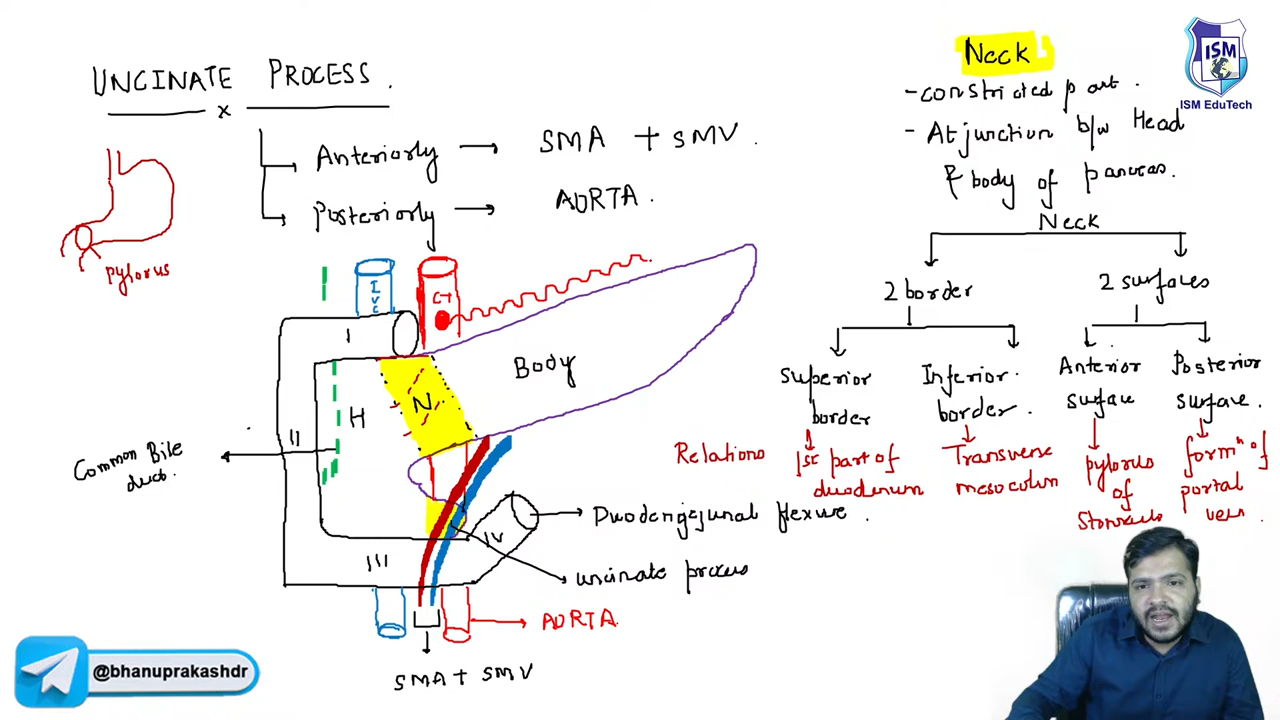 UNCINATE PROCESS.
x
Anteriorly → SMA + SMV.
Posteriorly → AORTA.
pylorus
IVC
CT
I
H
N
Body
II
Common Bile
duct.
III
IV
Duodenojejunal flexure.
uncinate process
AORTA
SMA + SMV
@bhanuprakashdr
ISM
ISM EduTech
Neck
- constricted part.
- At junction b/w Head
& body of pancreas.
Neck
2 border
2 surfaces
Superior
border
Inferior
border.
Anterior
surface
Posterior
surface.
Relations
1st part of
duodenum
Transverse
mesocolon
pylorus
of
Stomach
formn of
portal
vein